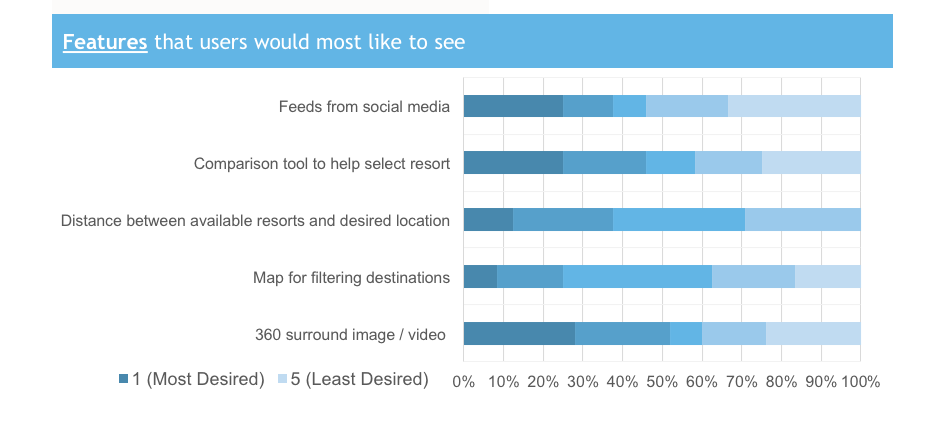 Features that users would most like to see
Feeds from social media
Comparison tool to help select resort
Distance between available resorts and desired location
Map for filtering destinations
360 surround image / video
1 (Most Desired) 5 (Least Desired)
0% 10% 20% 30% 40% 50% 60% 70% 80% 90% 100%